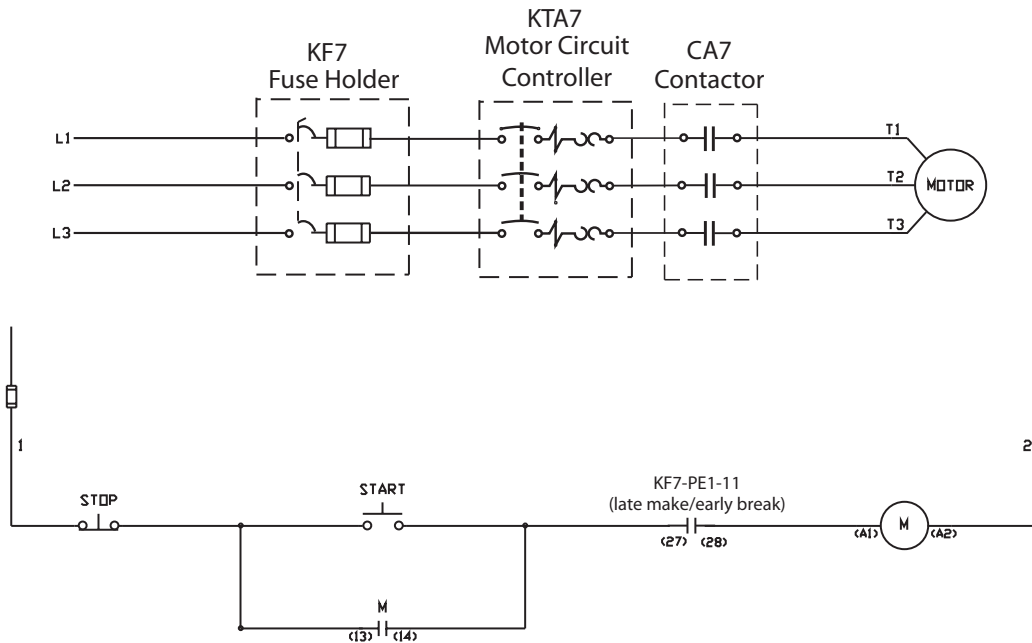 KF7
Fuse Holder
KTA7
Motor Circuit
Controller
CA7
Contactor
L1
L2
L3
T1
T2
T3
MOTOR
1
2
STOP
START
KF7-PE1-11
(late make/early break)
(27) (28)
(A1) M (A2)
M
(13) (14)